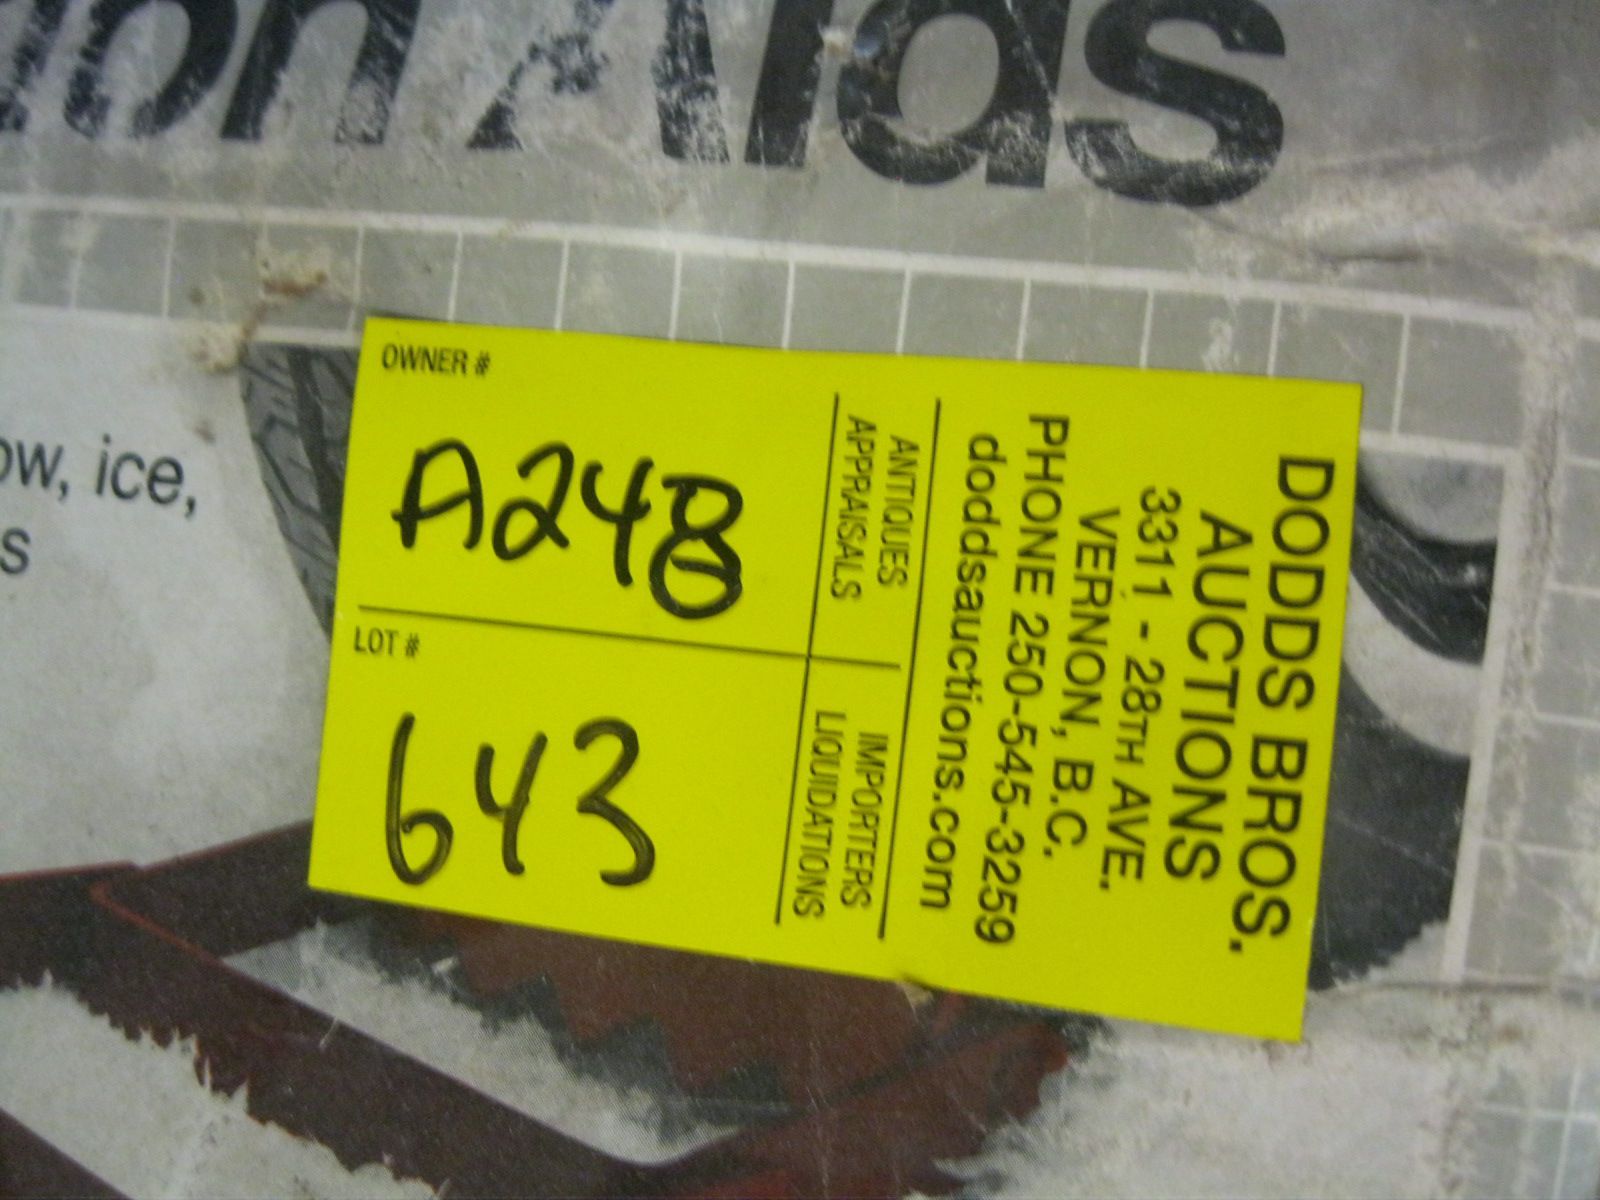 Aids
ice,
OWNER #
A248
LOT #
643
ANTIQUES
APPRAISALS
IMPORTERS
LIQUIDATIONS
DODDS BROS.
AUCTIONS
3311 - 28TH AVE.
VERNON, B.C.
PHONE 250-545-3259
doddsauctions.com